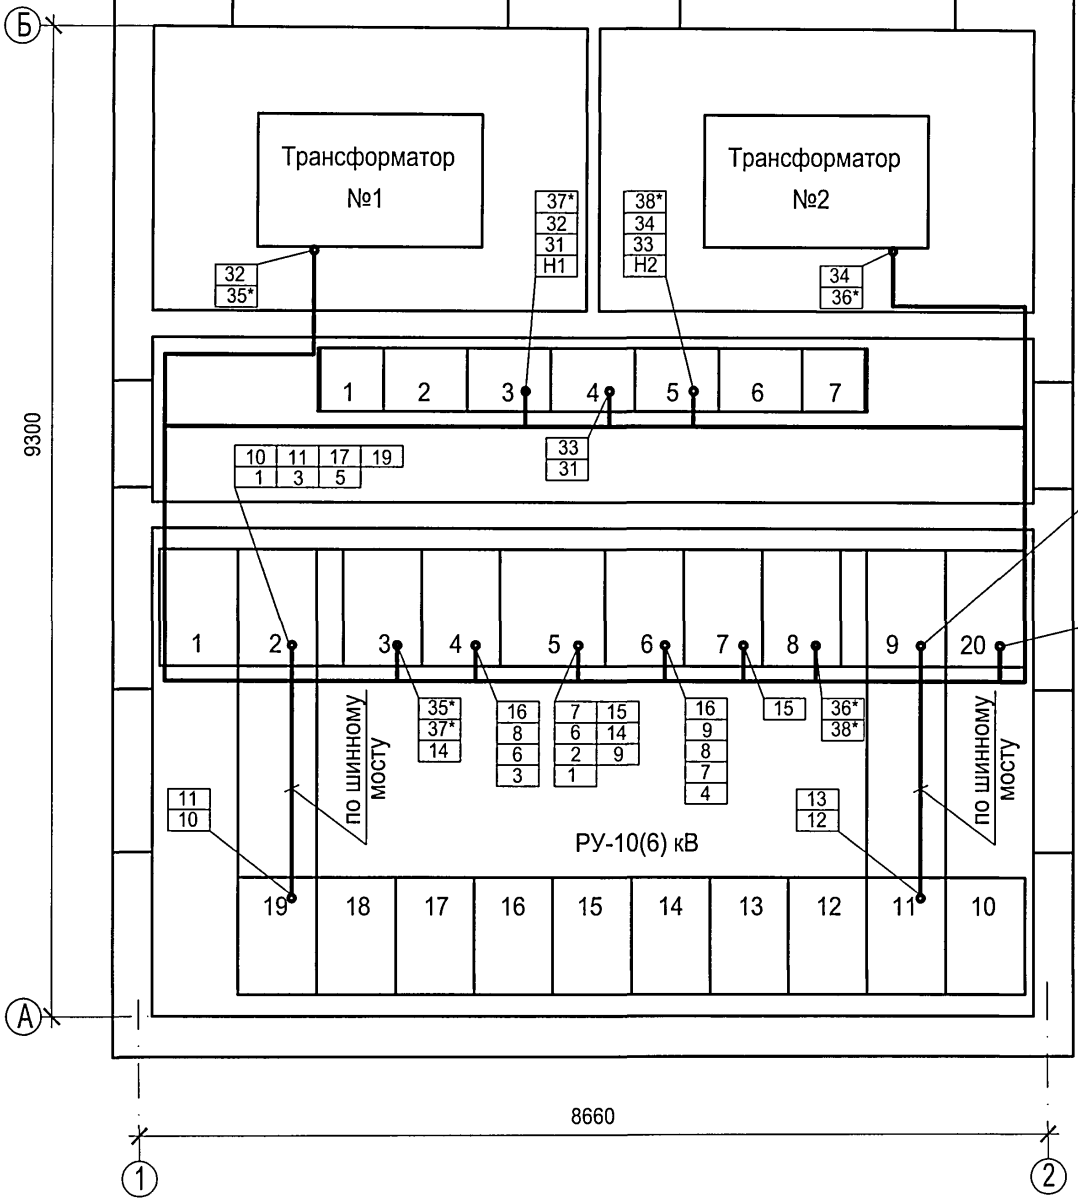 Б
Трансформатор
№1
Трансформатор
№2
37*
32
31
Н1
38*
34
33
Н2
32
35*
34
36*
1 2 3 4 5 6 7
9300
10 11 17 19
1 3 5
33
31
1 2 3 4 5 6 7 8 9 20
35*
37*
14
16
8
6
3
7 15
6 14
2 9
1
16
9
8
7
4
15
36*
38*
по шинному
мосту
по шинному
мосту
11
10
13
12
РУ-10(6) кВ
19 18 17 16 15 14 13 12 11 10
А
8660
1
2